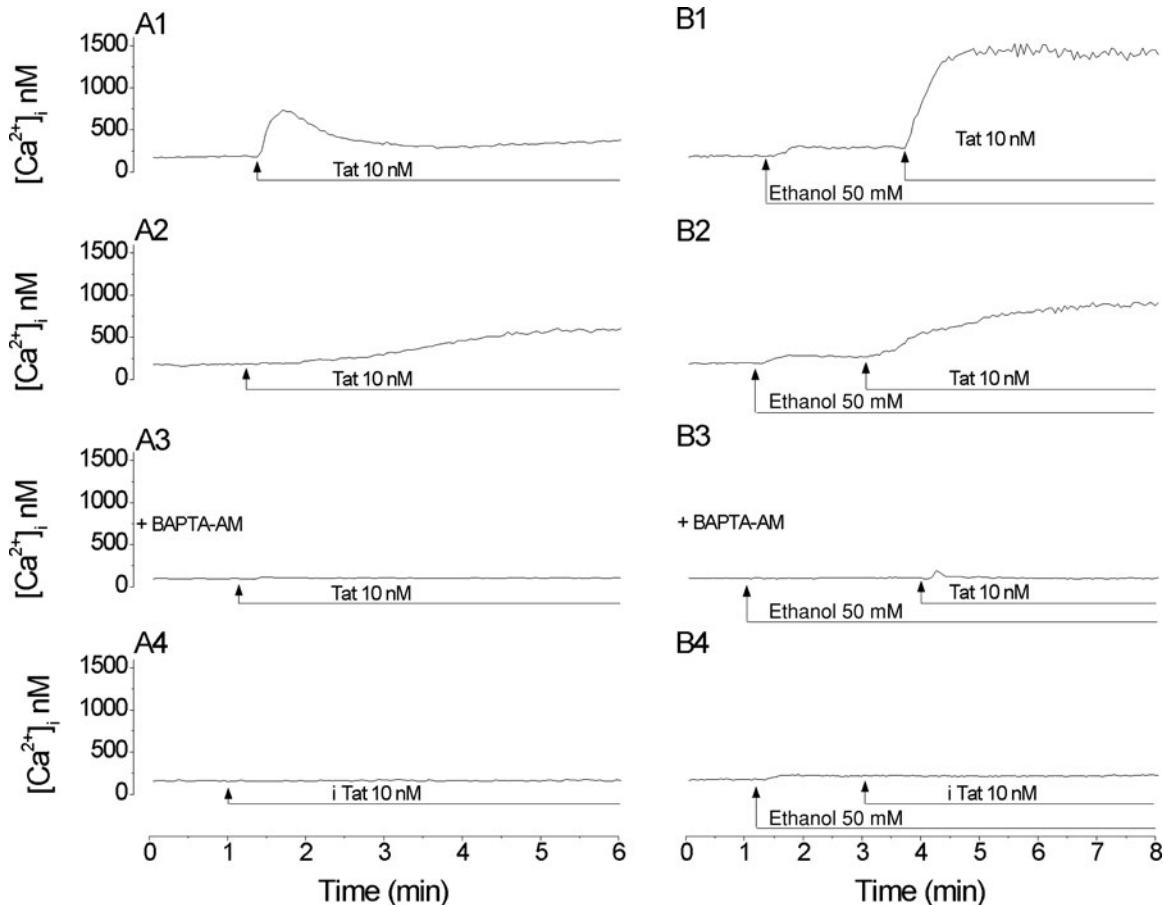 A1
B1
[Ca²⁺]ᵢ nM
1500
1000
500
0
Tat 10 nM
Tat 10 nM
Ethanol 50 mM
A2
B2
[Ca²⁺]ᵢ nM
1500
1000
500
0
Tat 10 nM
Tat 10 nM
Ethanol 50 mM
A3
B3
[Ca²⁺]ᵢ nM
1500
1000
+ BAPTA-AM
+ BAPTA-AM
500
0
Tat 10 nM
Tat 10 nM
Ethanol 50 mM
A4
B4
[Ca²⁺]ᵢ nM
1500
1000
500
0
i Tat 10 nM
i Tat 10 nM
Ethanol 50 mM
0 1 2 3 4 5 6
0 1 2 3 4 5 6 7 8
Time (min)
Time (min)